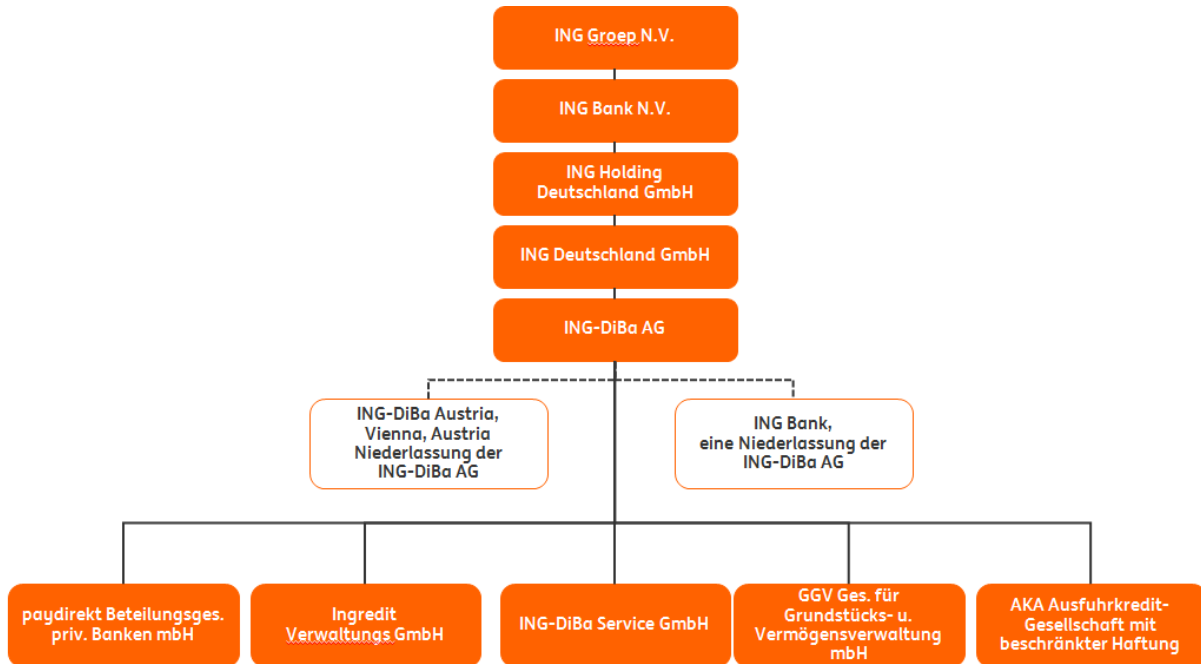 ING Groep N.V.
ING Bank N.V.
ING Holding
Deutschland GmbH
ING Deutschland GmbH
ING-DiBa AG
ING-DiBa Austria,
Vienna, Austria
Niederlassung der
ING-DiBa AG
ING Bank,
eine Niederlassung der
ING-DiBa AG
paydirekt Beteilungsges.
priv. Banken mbH
Ingredit
Verwaltungs GmbH
ING-DiBa Service GmbH
GGV Ges. für
Grundstücks- u.
Vermögensverwaltung
mbH
AKA Ausfuhrkredit-
Gesellschaft mit
beschränkter Haftung